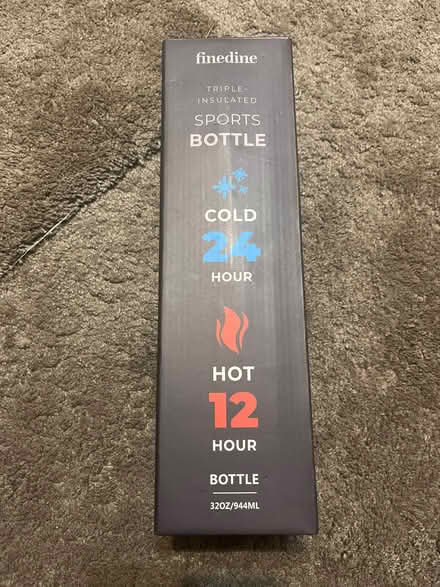 finedine
TRIPLE-
INSULATED
SPORTS
BOTTLE
COLD
24
HOUR
HOT
12
HOUR
BOTTLE
32OZ/944ML